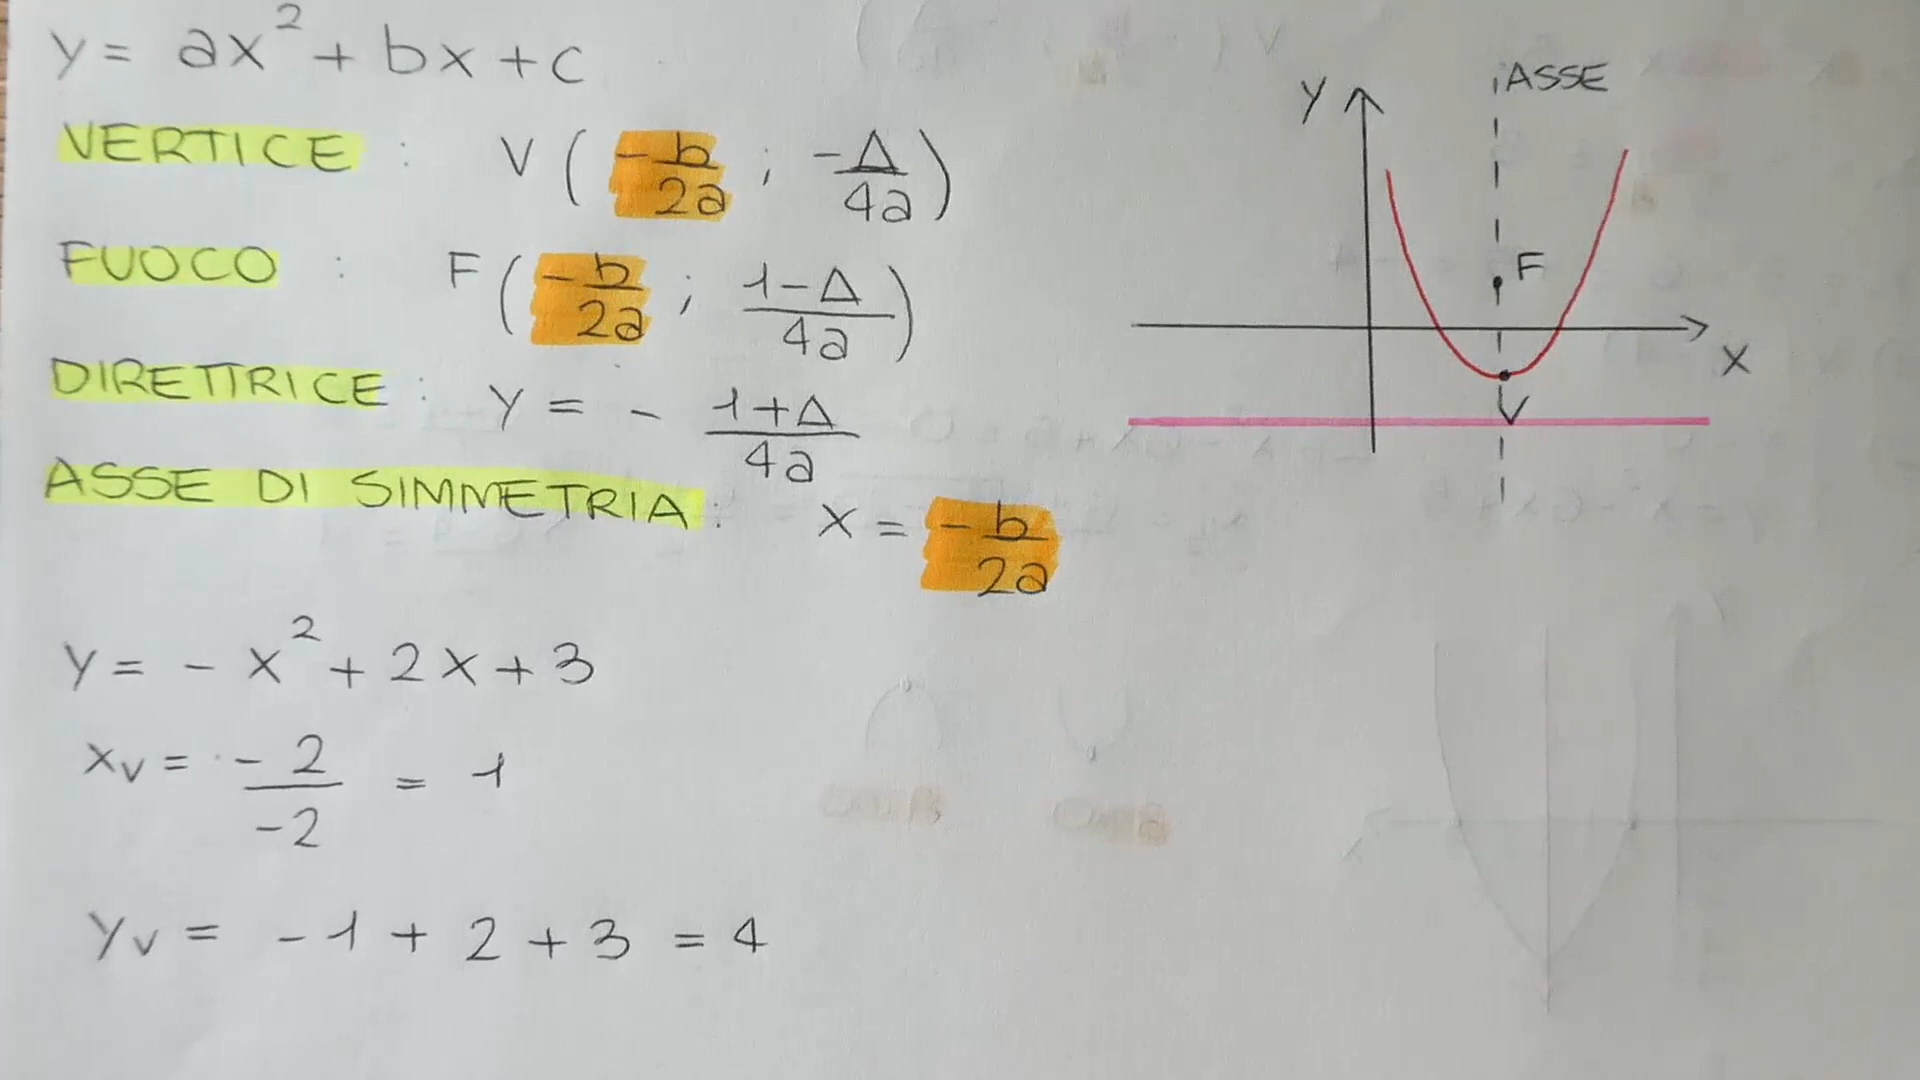 y = ax² + bx + c
VERTICE : V ( -b/2a ; -Δ/4a )
FUOCO : F ( -b/2a ; 1-Δ/4a )
DIRETTRICE : y = - 1+Δ/4a
ASSE DI SIMMETRIA : x = -b/2a
y = - x² + 2x + 3
xv = -2/-2 = 1
yv = -1 + 2 + 3 = 4
ASSE
y
F
x
V